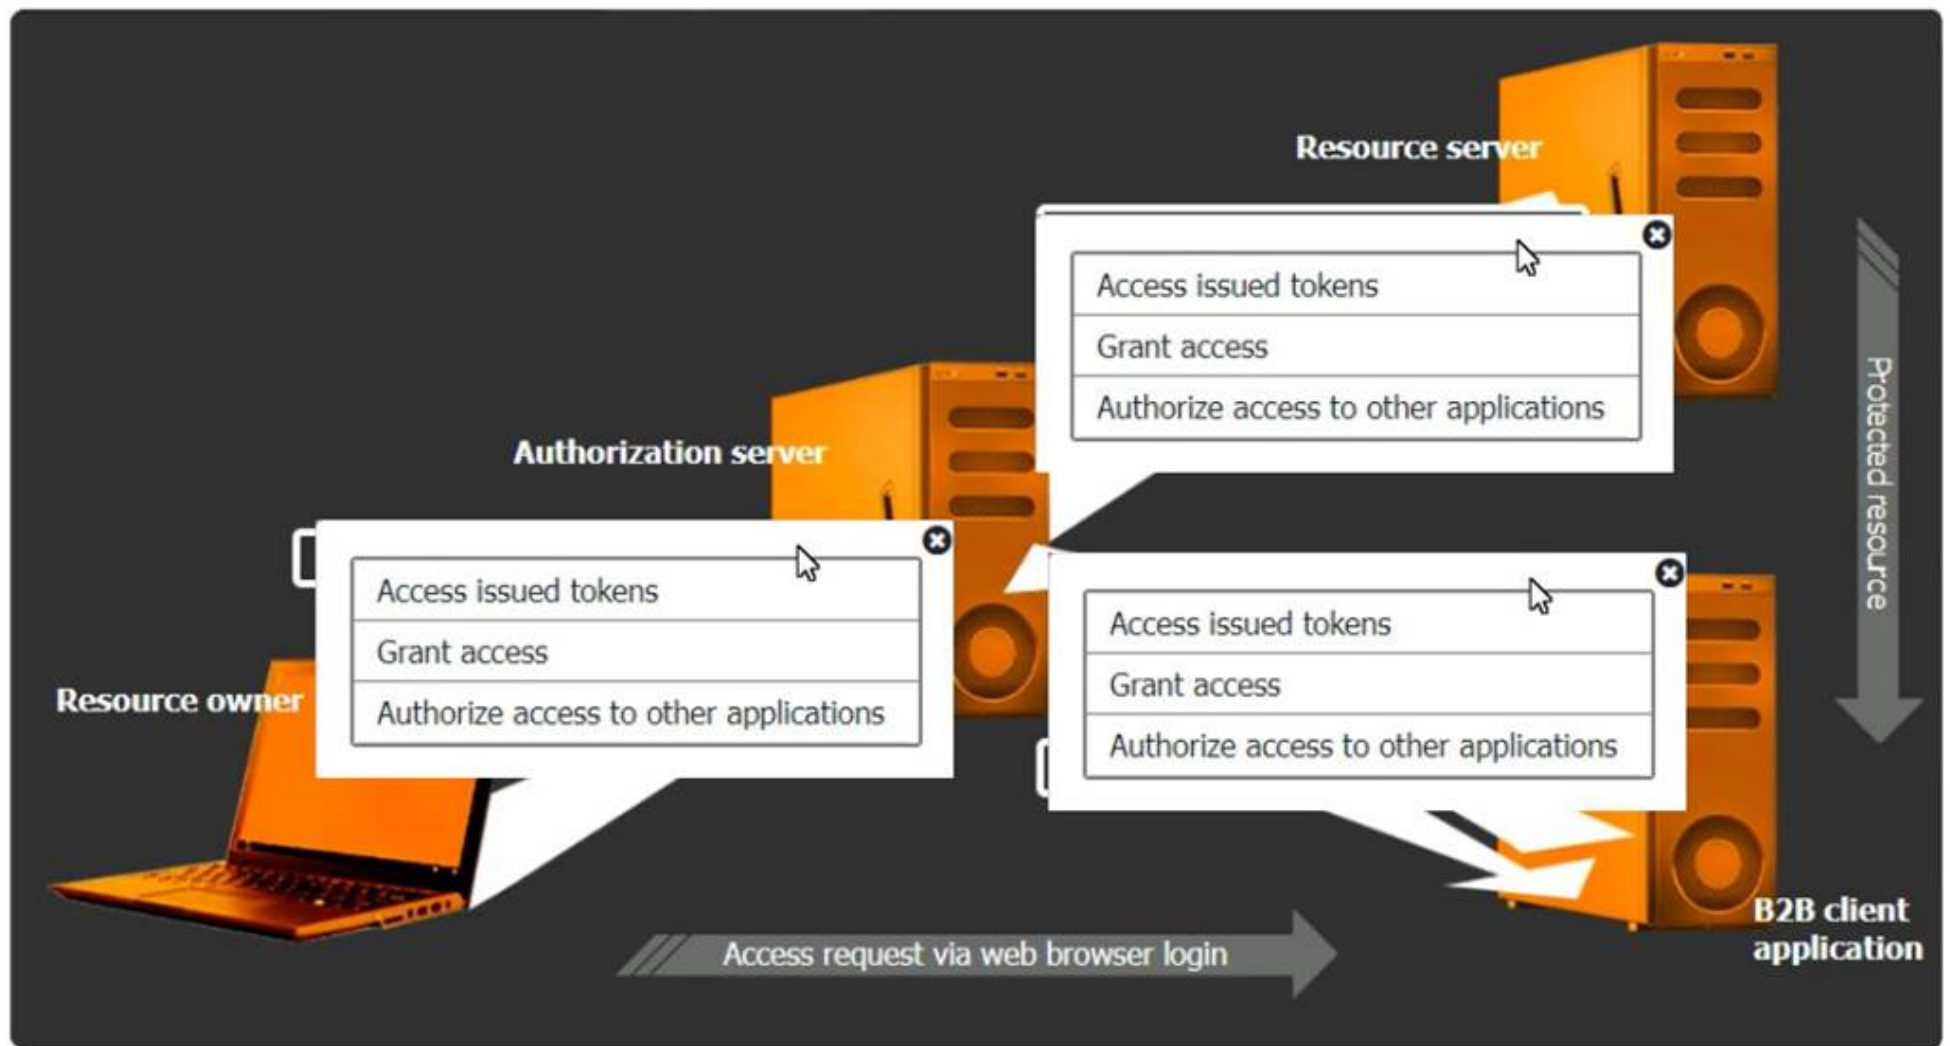 Resource server
Access issued tokens
Grant access
Authorize access to other applications
Protected resource
Authorization server
Access issued tokens
Grant access
Authorize access to other applications
Access issued tokens
Grant access
Authorize access to other applications
Resource owner
B2B client
application
Access request via web browser login